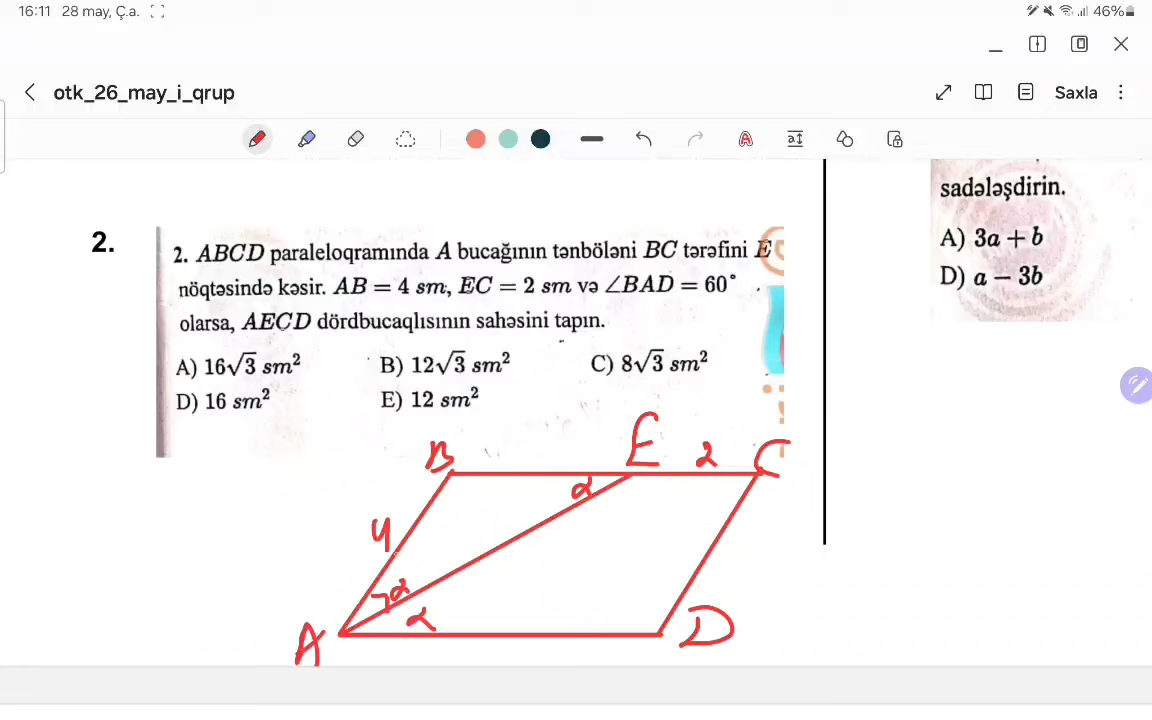 16:11 28 may, Ç.a. 46%
otk_26_may_i_qrup
Saxla
2.
2. ABCD paraleloqramında A bucağının tənböləni BC tərəfini E
nöqtəsində kəsir. AB = 4 sm, EC = 2 sm və ∠BAD = 60°
olarsa, AECD dördbucaqlısının sahəsini tapın.
A) 16√3 sm² B) 12√3 sm² C) 8√3 sm²
D) 16 sm² E) 12 sm²
sadələşdirin.
A) 3a + b
D) a − 3b
B E 2 C
α
4
α
α
A D